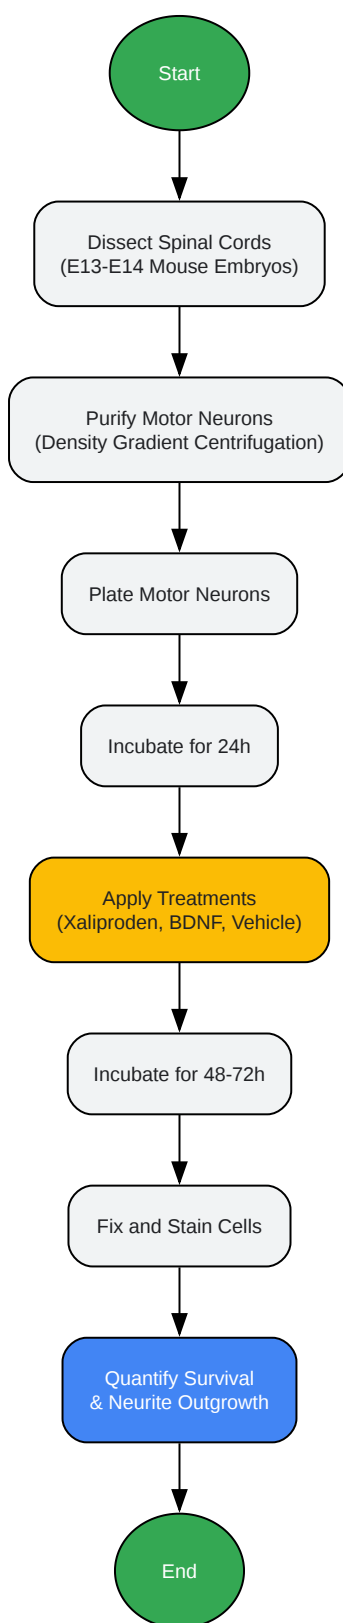 Start
Dissect Spinal Cords
(E13-E14 Mouse Embryos)
Purify Motor Neurons
(Density Gradient Centrifugation)
Plate Motor Neurons
Incubate for 24h
Apply Treatments
(Xaliproden, BDNF, Vehicle)
Incubate for 48-72h
Fix and Stain Cells
Quantify Survival
& Neurite Outgrowth
End